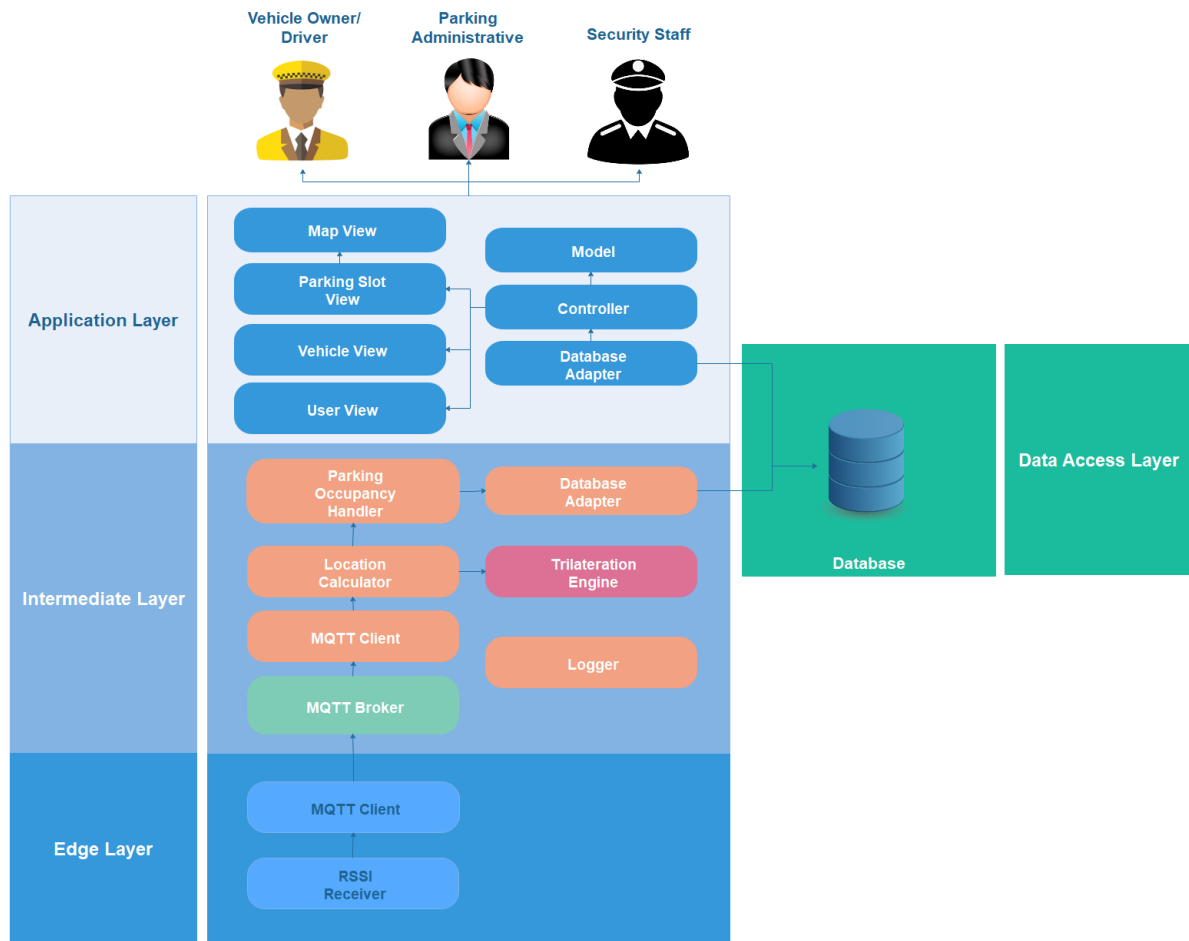 Vehicle Owner/
Driver
Parking
Administrative
Security Staff
Application Layer
Map View
Parking Slot
View
Vehicle View
User View
Model
Controller
Database
Adapter
Intermediate Layer
Parking
Occupancy
Handler
Database
Adapter
Location
Calculator
Trilateration
Engine
MQTT Client
Logger
MQTT Broker
Edge Layer
MQTT Client
RSSI
Receiver
Database
Data Access Layer